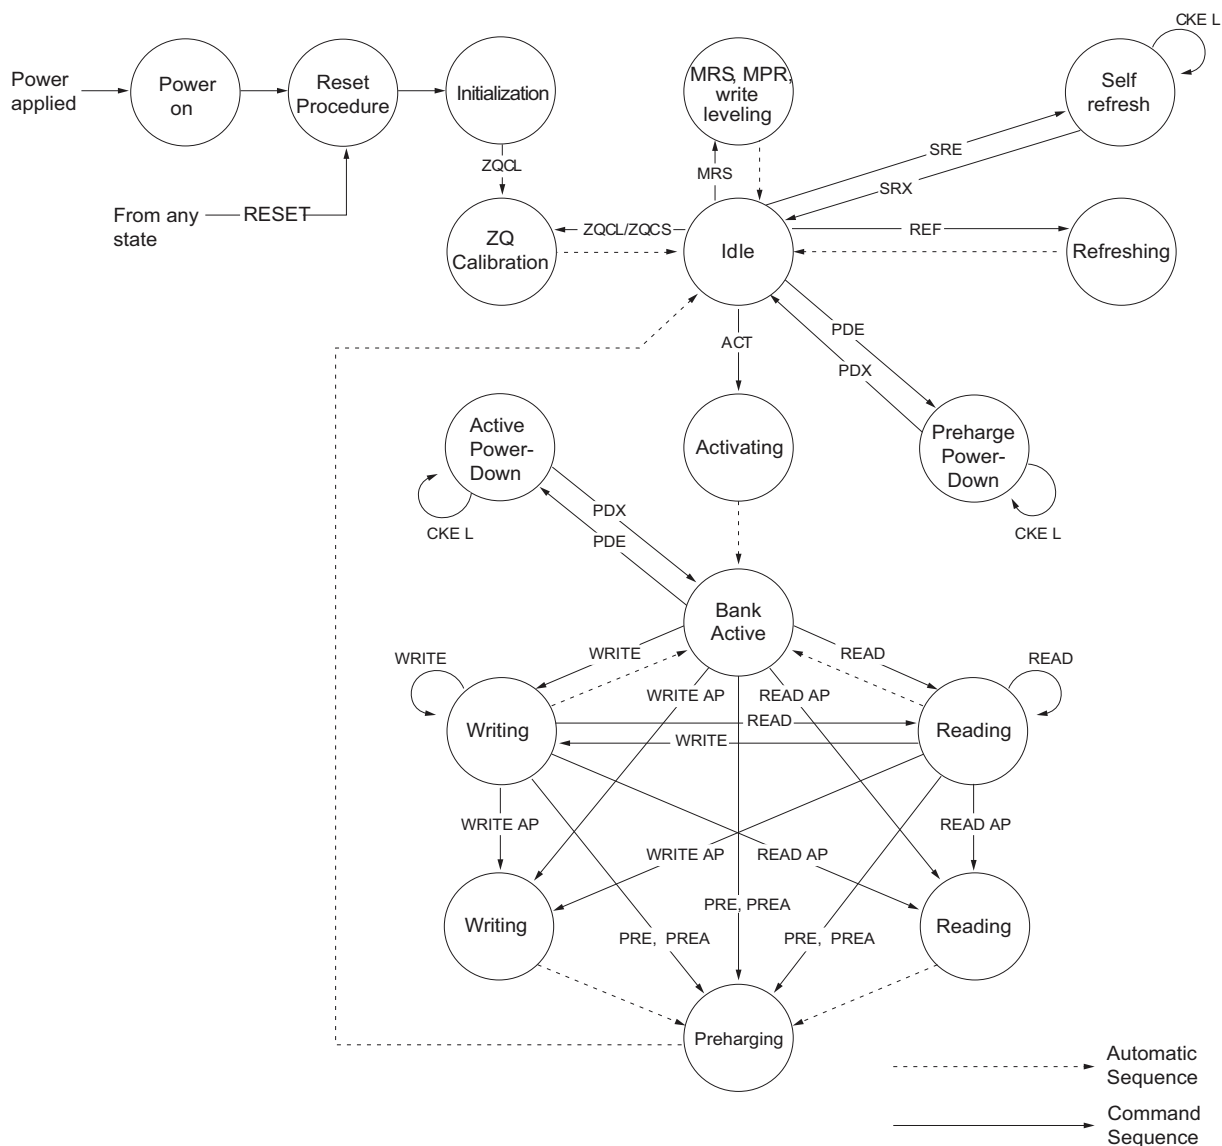 CKE L
Power
applied
Power
on
Reset
Procedure
Initialization
MRS, MPR,
write
leveling
Self
refresh
ZQCL
MRS
SRE
SRX
From any
state
RESET
ZQ
Calibration
ZQCL/ZQCS
Idle
REF
Refreshing
ACT
PDE
PDX
Active
Power-
Down
Activating
Preharge
Power-
Down
CKE L
PDX
PDE
CKE L
Bank
Active
WRITE
WRITE
READ
READ
WRITE AP
READ AP
Writing
READ
WRITE
Reading
WRITE AP
WRITE AP
READ AP
READ AP
Writing
PRE, PREA
PRE, PREA
PRE, PREA
Reading
Preharging
Automatic
Sequence
Command
Sequence